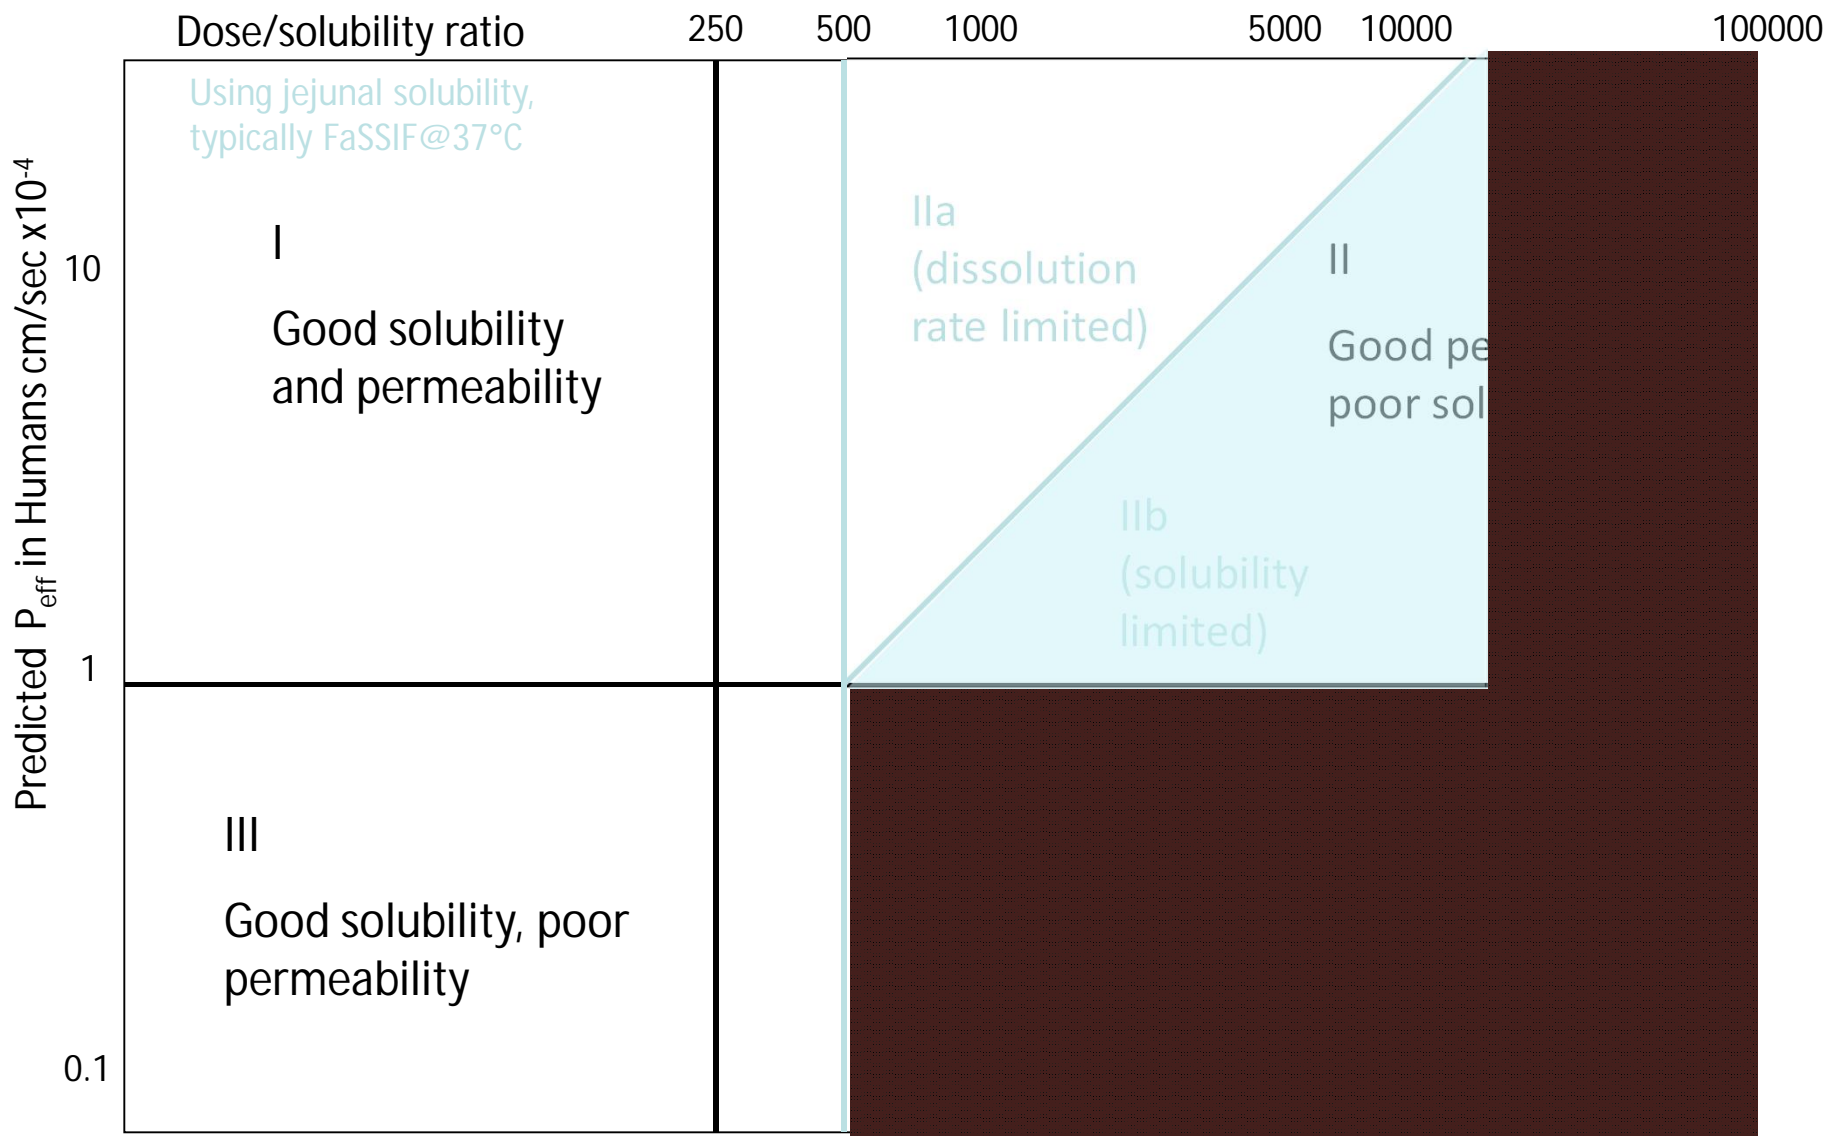 Dose/solubility ratio 250 500 1000 5000 10000 100000
Using jejunal solubility,
typically FaSSIF@37°C
Predicted P_eff in Humans cm/sec x10^-4
10
1
0.1
I
Good solubility
and permeability
IIa
(dissolution
rate limited)
II
Good pe
poor sol
IIb
(solubility
limited)
III
Good solubility, poor
permeability